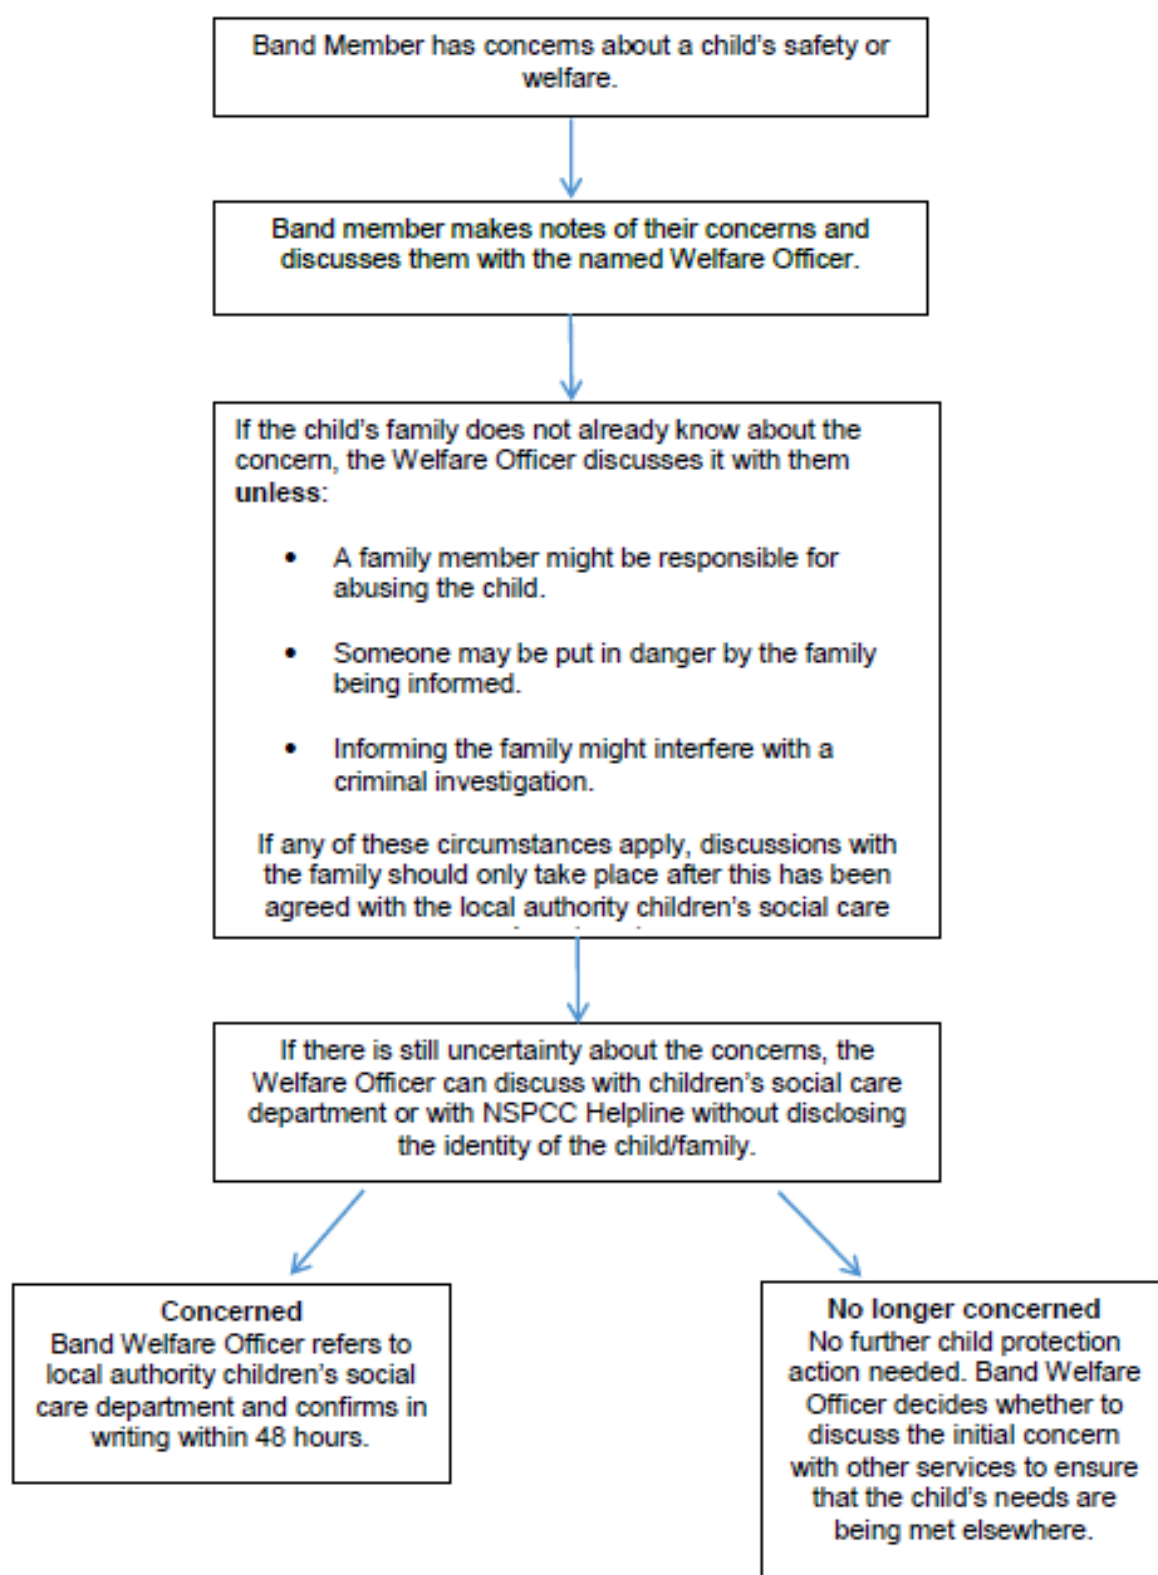 Band Member has concerns about a child's safety or
welfare.
Band member makes notes of their concerns and
discusses them with the named Welfare Officer.
If the child's family does not already know about the
concern, the Welfare Officer discusses it with them
unless:
• A family member might be responsible for
abusing the child.
• Someone may be put in danger by the family
being informed.
• Informing the family might interfere with a
criminal investigation.
If any of these circumstances apply, discussions with
the family should only take place after this has been
agreed with the local authority children's social care
If there is still uncertainty about the concerns, the
Welfare Officer can discuss with children's social care
department or with NSPCC Helpline without disclosing
the identity of the child/family.
Concerned
Band Welfare Officer refers to
local authority children's social
care department and confirms in
writing within 48 hours.
No longer concerned
No further child protection
action needed. Band Welfare
Officer decides whether to
discuss the initial concern
with other services to ensure
that the child's needs are
being met elsewhere.